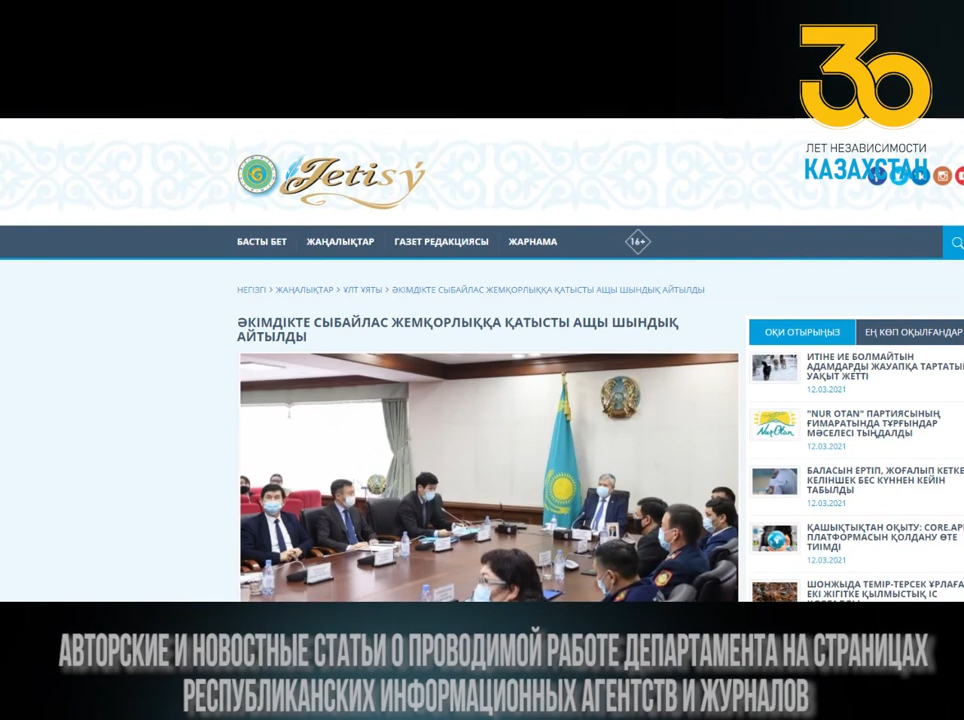 30
ЛЕТ НЕЗАВИСИМОСТИ
КАЗАХСТАН
Jetisý
БАСТЫ БЕТ ЖАҢАЛЫҚТАР ГАЗЕТ РЕДАКЦИЯСЫ ЖАРНАМА 16+
НЕГІЗГІ > ЖАҢАЛЫҚТАР > ҰЛТ ҰЯТЫ > ӘКІМДІКТЕ СЫБАЙЛАС ЖЕМҚОРЛЫҚҚА ҚАТЫСТЫ АЩЫ ШЫНДЫҚ АЙТЫЛДЫ
ӘКІМДІКТЕ СЫБАЙЛАС ЖЕМҚОРЛЫҚҚА ҚАТЫСТЫ АЩЫ ШЫНДЫҚ
АЙТЫЛДЫ
ОҚИ ОТЫРЫҢЫЗ ЕҢ КӨП ОҚЫЛҒАНДАР
ИТІНЕ ИЕ БОЛМАЙТЫН
АДАМДАРДЫ ЖАУАПҚА ТАРТАТЫ
УАҚЫТ ЖЕТТІ
12.03.2021
"NUR OTAN" ПАРТИЯСЫНЫҢ
ҒИМАРАТЫНДА ТҰРҒЫНДАР
МӘСЕЛЕСІ ТЫҢДАЛДЫ
12.03.2021
Nur Otan
БАЛАСЫН ЕРТІП, ЖОҒАЛЫП КЕТКЕ
КЕЛІНШЕК БЕС КҮННЕН КЕЙІН
ТАБЫЛДЫ
12.03.2021
ҚАШЫҚТЫҚТАН ОҚЫТУ: CORE.API
ПЛАТФОРМАСЫН ҚОЛДАНУ ӨТЕ
ТИІМДІ
12.03.2021
ШОНЖЫДА ТЕМІР-ТЕРСЕК ҰРЛАҒА
ЕКІ ЖІГІТКЕ ҚЫЛМЫСТЫҚ ІС
АВТОРСКИЕ И НОВОСТНЫЕ СТАТЬИ О ПРОВОДИМОЙ РАБОТЕ ДЕПАРТАМЕНТА НА СТРАНИЦАХ
РЕСПУБЛИКАНСКИХ ИНФОРМАЦИОННЫХ АГЕНТСТВ И ЖУРНАЛОВ